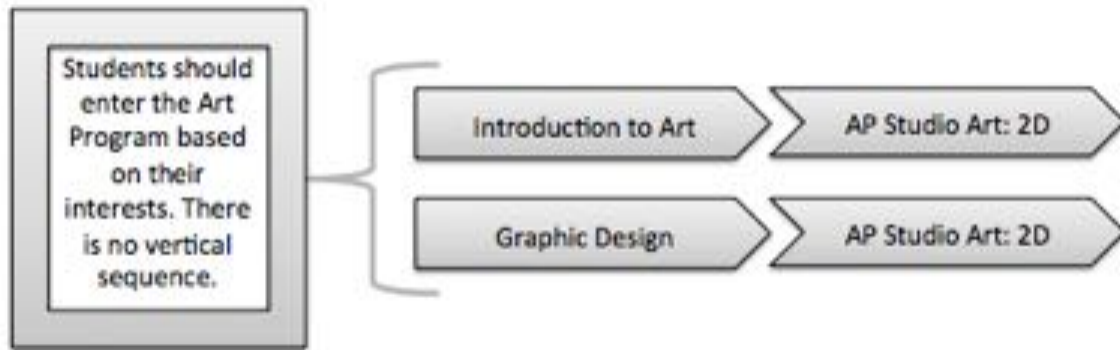 Students should
enter the Art
Program based
on their
interests. There
is no vertical
sequence.
Introduction to Art
AP Studio Art: 2D
Graphic Design
AP Studio Art: 2D